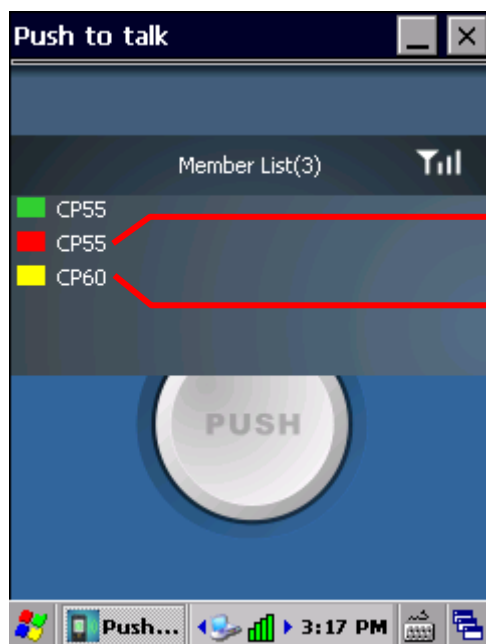 Push to talk
Member List(3)
CP55
CP55
CP60
PUSH
Push... 3:17 PM